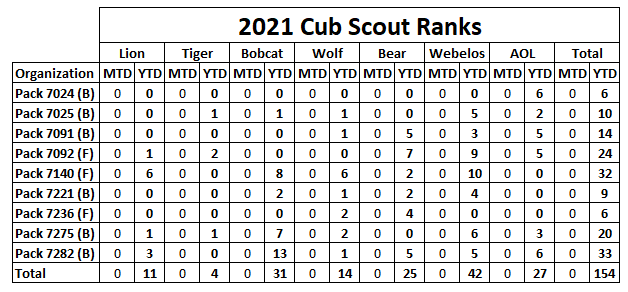 2021 Cub Scout Ranks
Lion Tiger Bobcat Wolf Bear Webelos AOL Total
Organization MTD YTD MTD YTD MTD YTD MTD YTD MTD YTD MTD YTD MTD YTD MTD YTD
Pack 7024 (B) 0 0 0 0 0 0 0 0 0 0 0 0 0 6 0 6
Pack 7025 (B) 0 0 0 1 0 1 0 1 0 0 0 5 0 2 0 10
Pack 7091 (B) 0 0 0 0 0 0 0 1 0 5 0 3 0 5 0 14
Pack 7092 (F) 0 1 0 2 0 0 0 0 0 7 0 9 0 5 0 24
Pack 7140 (F) 0 6 0 0 0 8 0 6 0 2 0 10 0 0 0 32
Pack 7221 (B) 0 0 0 0 0 2 0 1 0 2 0 4 0 0 0 9
Pack 7236 (F) 0 0 0 0 0 0 0 2 0 4 0 0 0 0 0 6
Pack 7275 (B) 0 1 0 1 0 7 0 2 0 0 0 6 0 3 0 20
Pack 7282 (B) 0 3 0 0 0 13 0 1 0 5 0 5 0 6 0 33
Total 0 11 0 4 0 31 0 14 0 25 0 42 0 27 0 154